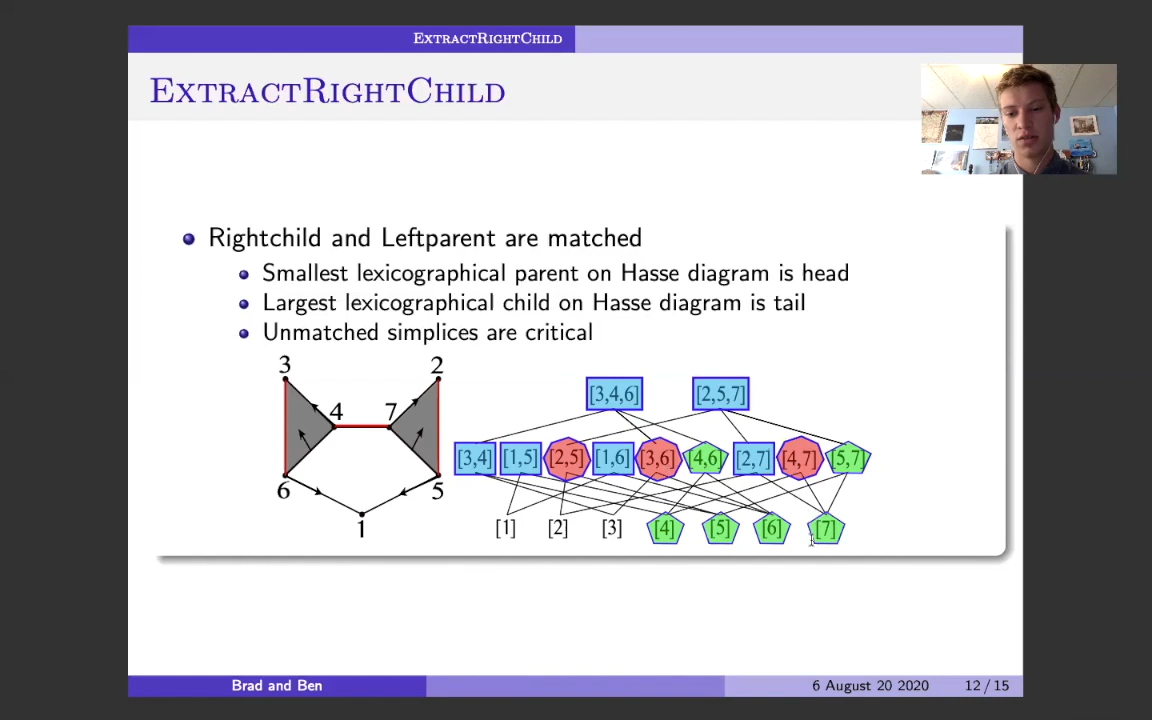 EXTRACTRIGHTCHILD
EXTRACTRIGHTCHILD
Rightchild and Leftparent are matched
Smallest lexicographical parent on Hasse diagram is head
Largest lexicographical child on Hasse diagram is tail
Unmatched simplices are critical
3 2
4 7
6 5
1
[3,4,6] [2,5,7]
[3,4] [1,5] [2,5] [1,6] [3,6] [4,6] [2,7] [4,7] [5,7]
[1] [2] [3] [4] [5] [6] [7]
Brad and Ben 6 August 20 2020 12 / 15